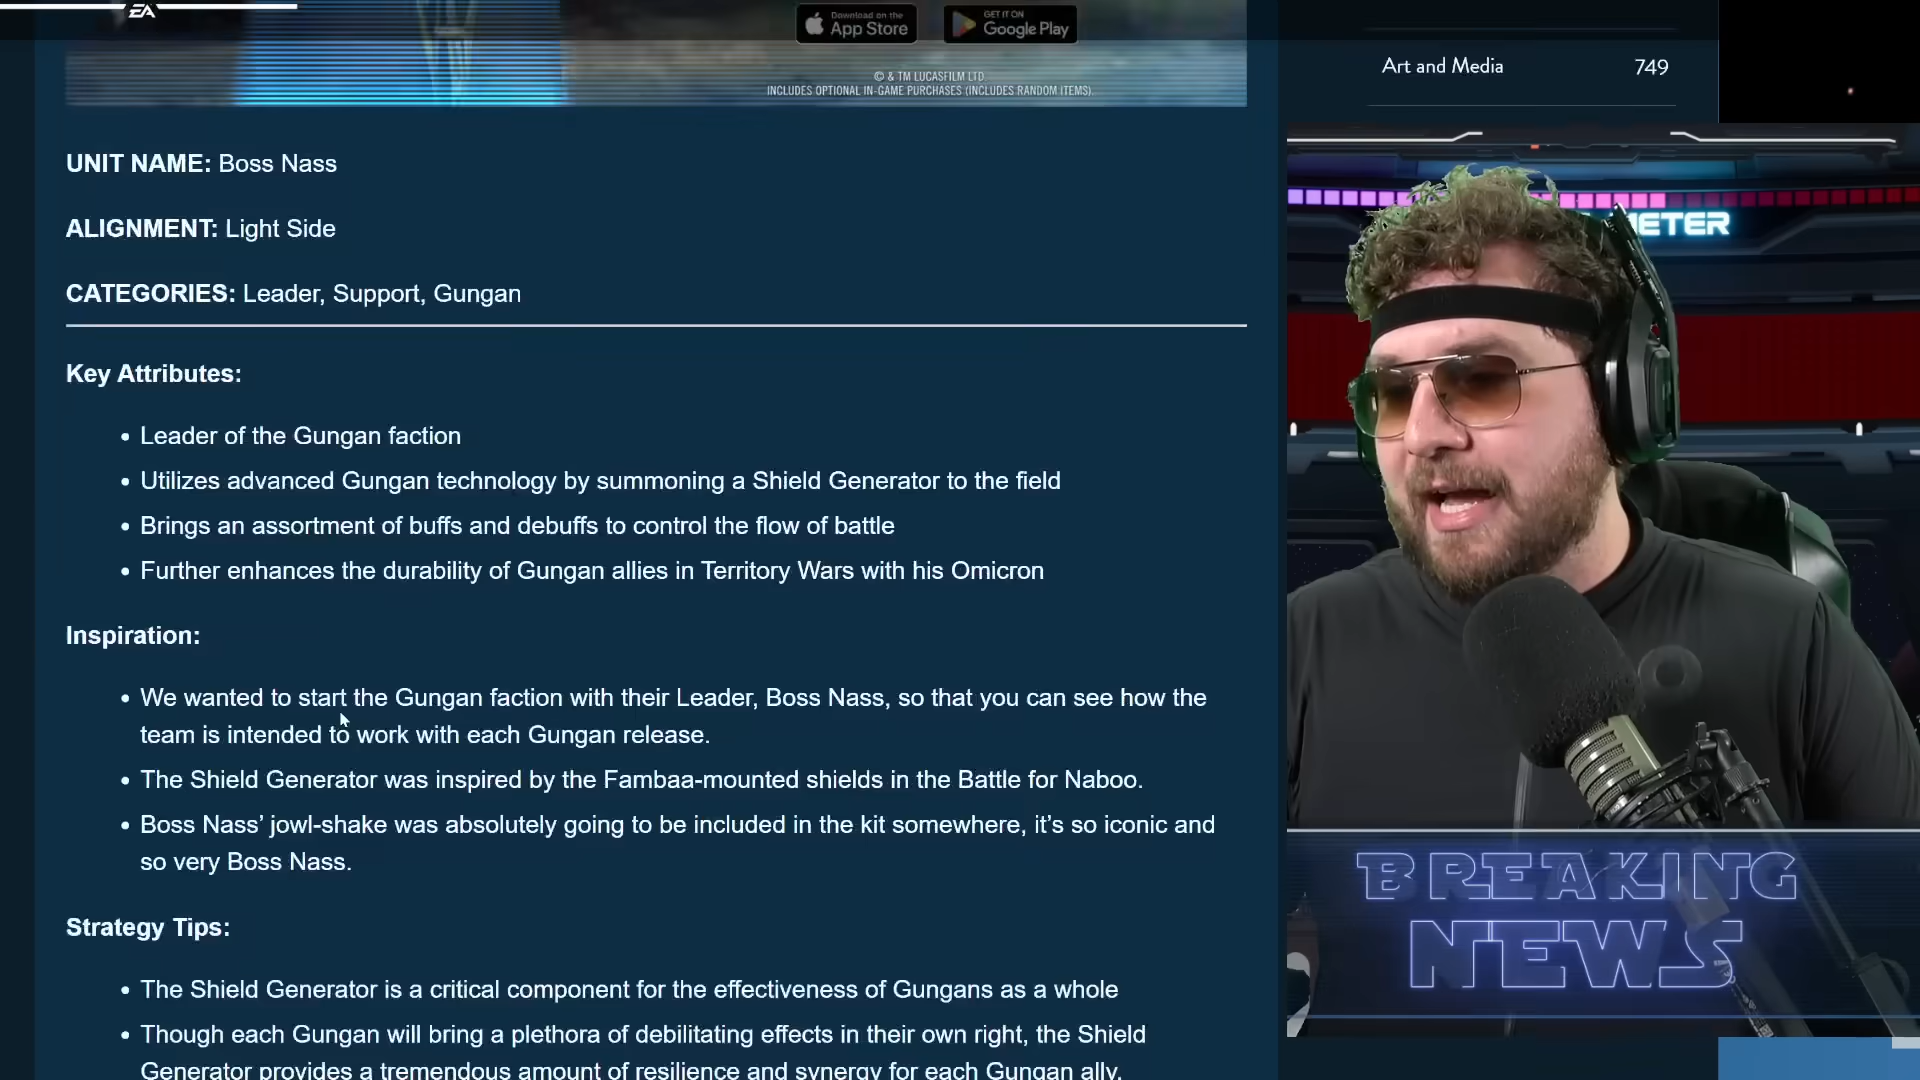 EA
Download on the
App Store
GET IT ON
Google Play
© & TM LUCASFILM LTD
INCLUDES OPTIONAL IN-GAME PURCHASES (INCLUDES RANDOM ITEMS).
Art and Media 749
UNIT NAME: Boss Nass
ALIGNMENT: Light Side
CATEGORIES: Leader, Support, Gungan
Key Attributes:
• Leader of the Gungan faction
• Utilizes advanced Gungan technology by summoning a Shield Generator to the field
• Brings an assortment of buffs and debuffs to control the flow of battle
• Further enhances the durability of Gungan allies in Territory Wars with his Omicron
Inspiration:
• We wanted to start the Gungan faction with their Leader, Boss Nass, so that you can see how the
team is intended to work with each Gungan release.
• The Shield Generator was inspired by the Fambaa-mounted shields in the Battle for Naboo.
• Boss Nass’ jowl-shake was absolutely going to be included in the kit somewhere, it’s so iconic and
so very Boss Nass.
Strategy Tips:
• The Shield Generator is a critical component for the effectiveness of Gungans as a whole
• Though each Gungan will bring a plethora of debilitating effects in their own right, the Shield
Generator provides a tremendous amount of resilience and synergy for each Gungan ally.
BREAKING
NEWS